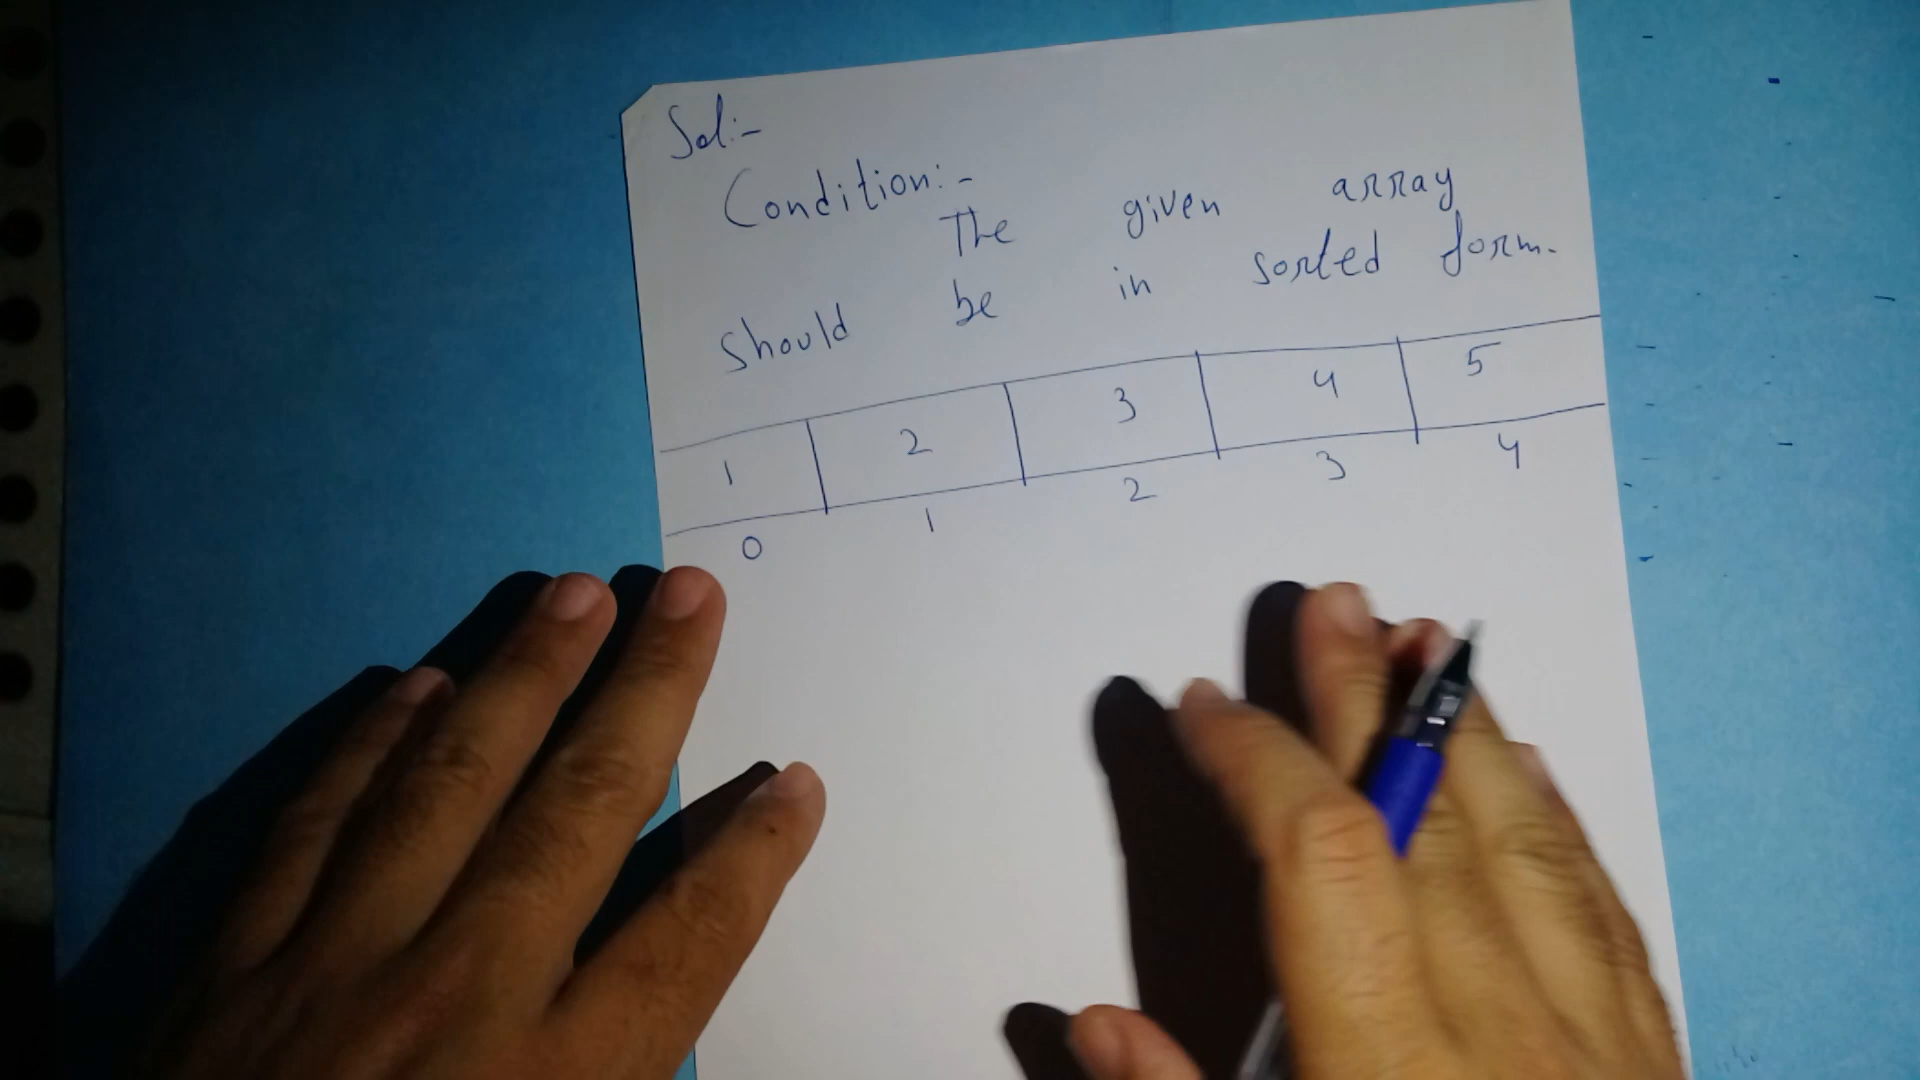 Sol:-
Condition:-
The given array
should be in sorted form.
1 2 3 4 5
0 1 2 3 4